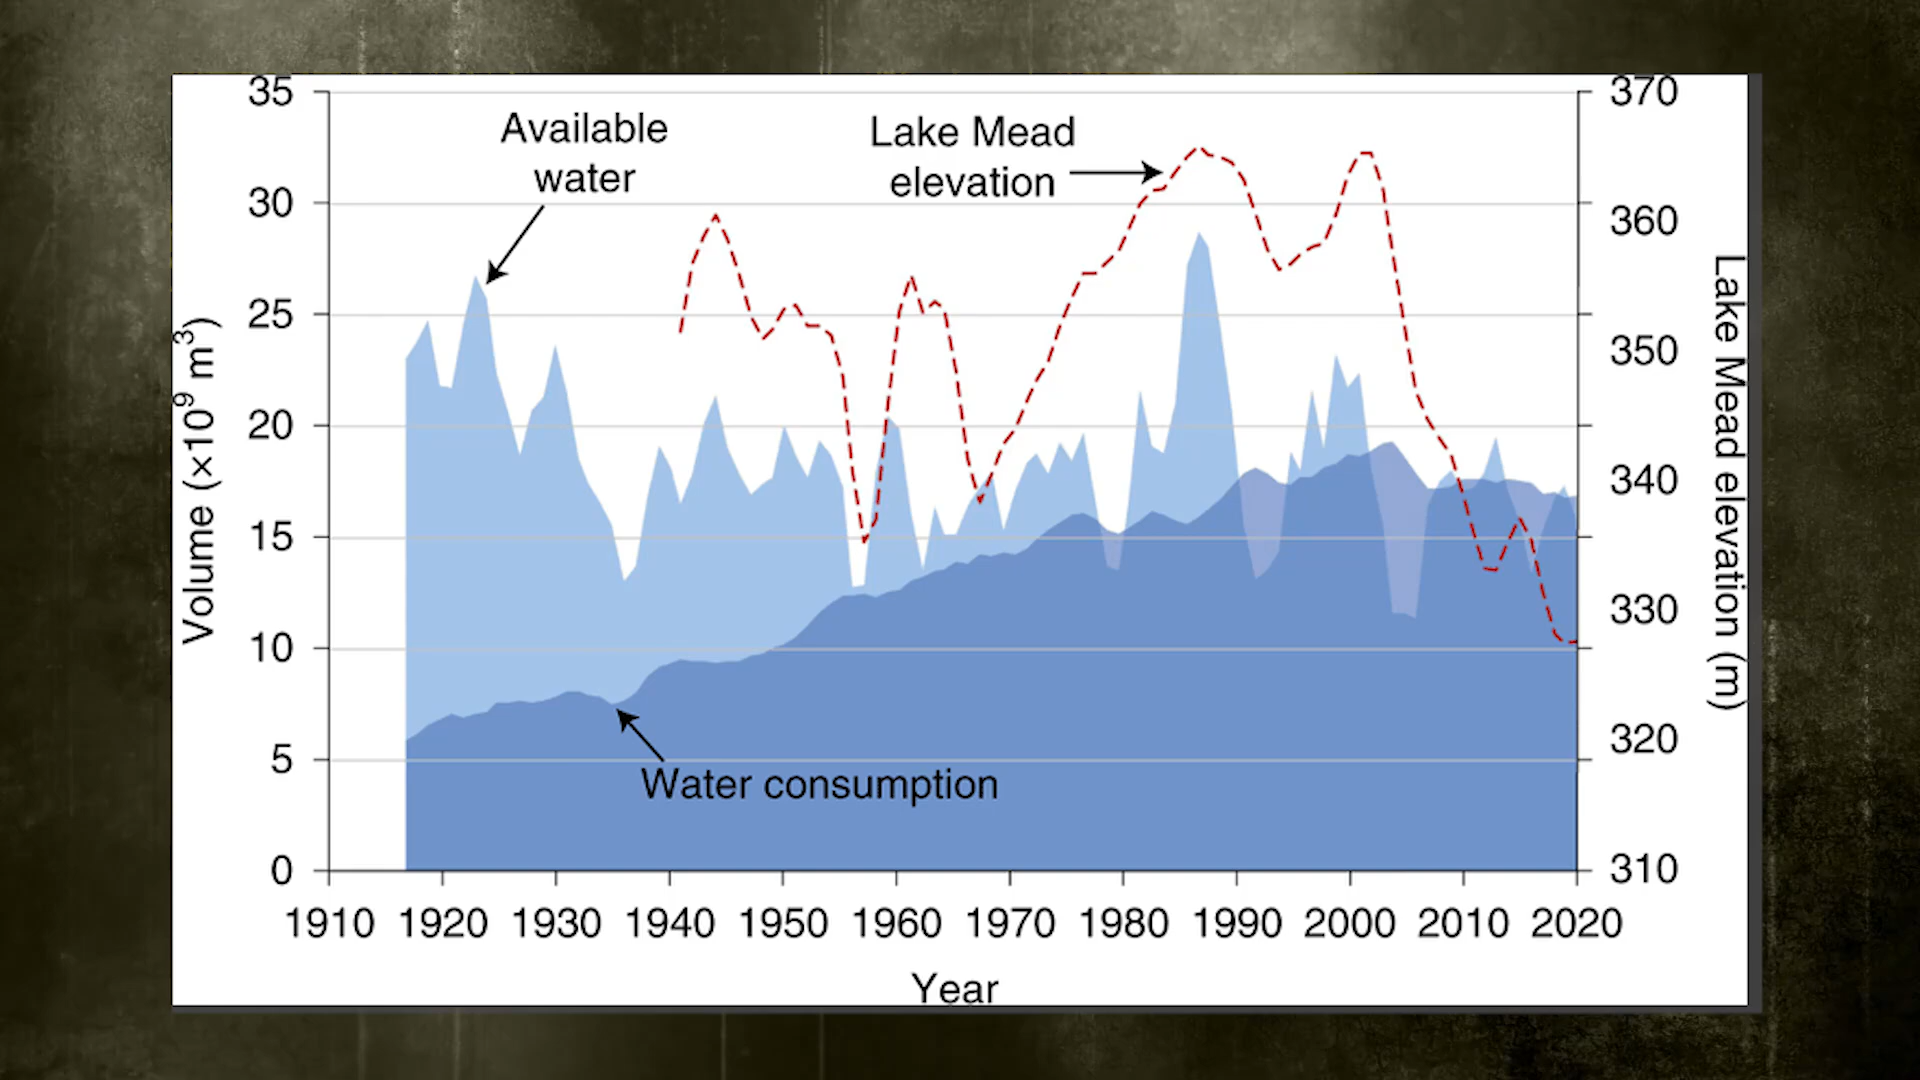 35
30
25
20
15
10
5
0
Volume (×10⁹ m³)
Available
water
Lake Mead
elevation
Water consumption
370
360
350
340
330
320
310
Lake Mead elevation (m)
1910 1920 1930 1940 1950 1960 1970 1980 1990 2000 2010 2020
Year